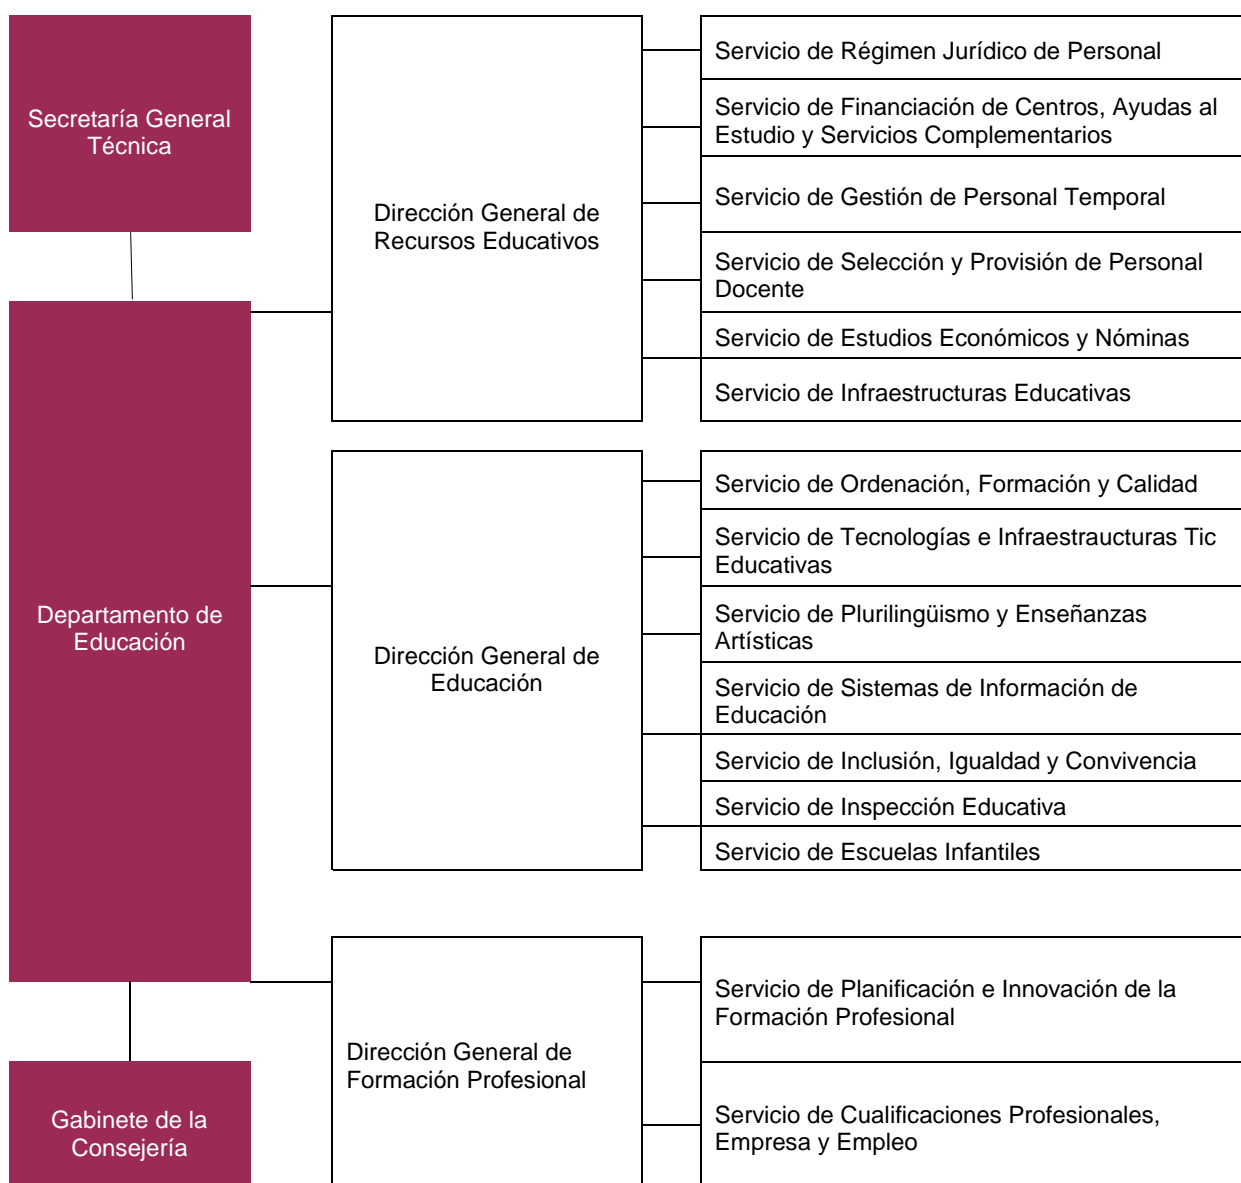 Secretaría General
Técnica
Departamento de
Educación
Gabinete de la
Consejería
Dirección General de
Recursos Educativos
Servicio de Régimen Jurídico de Personal
Servicio de Financiación de Centros, Ayudas al
Estudio y Servicios Complementarios
Servicio de Gestión de Personal Temporal
Servicio de Selección y Provisión de Personal
Docente
Servicio de Estudios Económicos y Nóminas
Servicio de Infraestructuras Educativas
Dirección General de
Educación
Servicio de Ordenación, Formación y Calidad
Servicio de Tecnologías e Infraestraucturas Tic
Educativas
Servicio de Plurilingüismo y Enseñanzas
Artísticas
Servicio de Sistemas de Información de
Educación
Servicio de Inclusión, Igualdad y Convivencia
Servicio de Inspección Educativa
Servicio de Escuelas Infantiles
Dirección General de
Formación Profesional
Servicio de Planificación e Innovación de la
Formación Profesional
Servicio de Cualificaciones Profesionales,
Empresa y Empleo